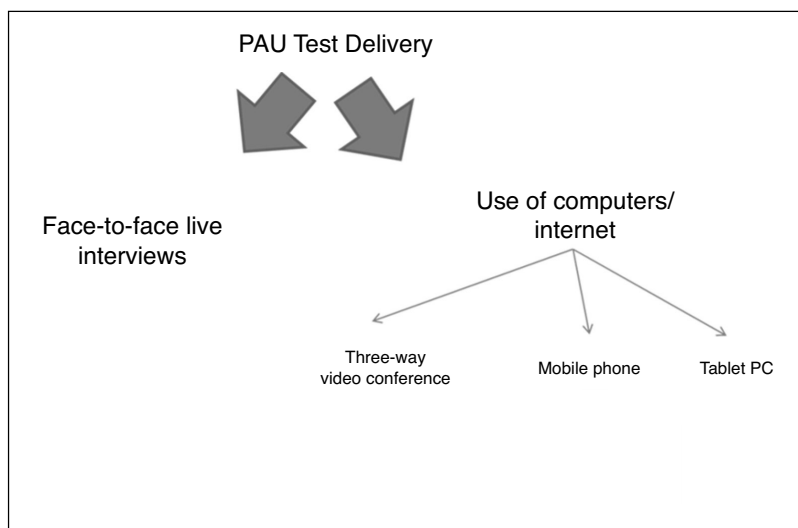 PAU Test Delivery
Face-to-face live
interviews
Use of computers/
internet
Three-way
video conference
Mobile phone
Tablet PC